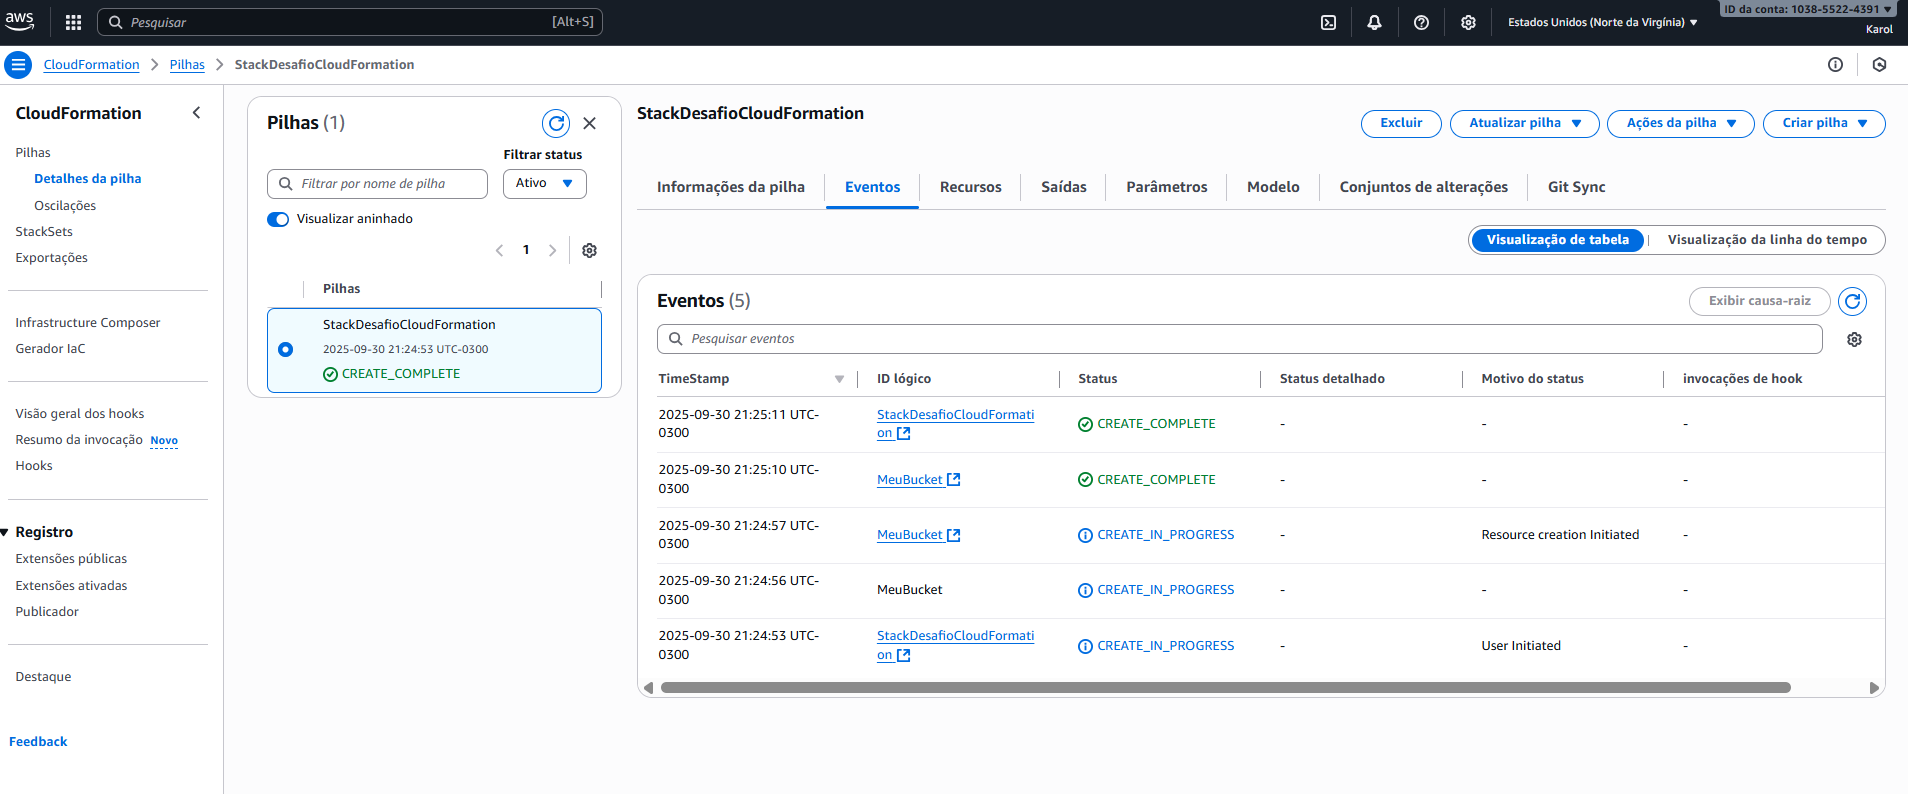 aws
Pesquisar
[Alt+S]
Estados Unidos (Norte da Virgínia)
ID da conta: 1038-5522-4391
Karol
CloudFormation
Pilhas
StackDesafioCloudFormation
CloudFormation
Pilhas
Detalhes da pilha
Oscilações
StackSets
Exportações
Infrastructure Composer
Gerador IaC
Visão geral dos hooks
Resumo da invocação Novo
Hooks
Registro
Extensões públicas
Extensões ativadas
Publicador
Destaque
Feedback
Pilhas (1)
Filtrar status
Filtrar por nome de pilha
Ativo
Visualizar aninhado
1
Pilhas
StackDesafioCloudFormation
2025-09-30 21:24:53 UTC-0300
CREATE_COMPLETE
StackDesafioCloudFormation
Excluir
Atualizar pilha
Ações da pilha
Criar pilha
Informações da pilha
Eventos
Recursos
Saídas
Parâmetros
Modelo
Conjuntos de alterações
Git Sync
Visualização de tabela
Visualização da linha do tempo
Eventos (5)
Exibir causa-raiz
Pesquisar eventos
TimeStamp
ID lógico
Status
Status detalhado
Motivo do status
invocações de hook
2025-09-30 21:25:11 UTC-
0300
StackDesafioCloudFormati
on
CREATE_COMPLETE
-
-
-
2025-09-30 21:25:10 UTC-
0300
MeuBucket
CREATE_COMPLETE
-
-
-
2025-09-30 21:24:57 UTC-
0300
MeuBucket
CREATE_IN_PROGRESS
-
Resource creation Initiated
-
2025-09-30 21:24:56 UTC-
0300
MeuBucket
CREATE_IN_PROGRESS
-
-
-
2025-09-30 21:24:53 UTC-
0300
StackDesafioCloudFormati
on
CREATE_IN_PROGRESS
-
User Initiated
-